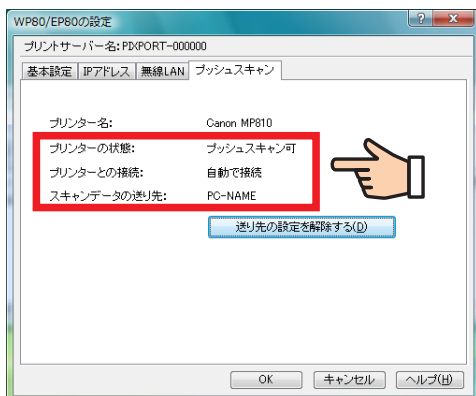 WP80/EP80の設定
プリントサーバー名:PIXPORT-000000
基本設定 IPアドレス 無線LAN プッシュスキャン
プリンター名: Canon MP810
プリンターの状態: プッシュスキャン可
プリンターとの接続: 自動で接続
スキャンデータの送り先: PC-NAME
送り先の設定を解除する(D)
OK キャンセル ヘルプ(H)